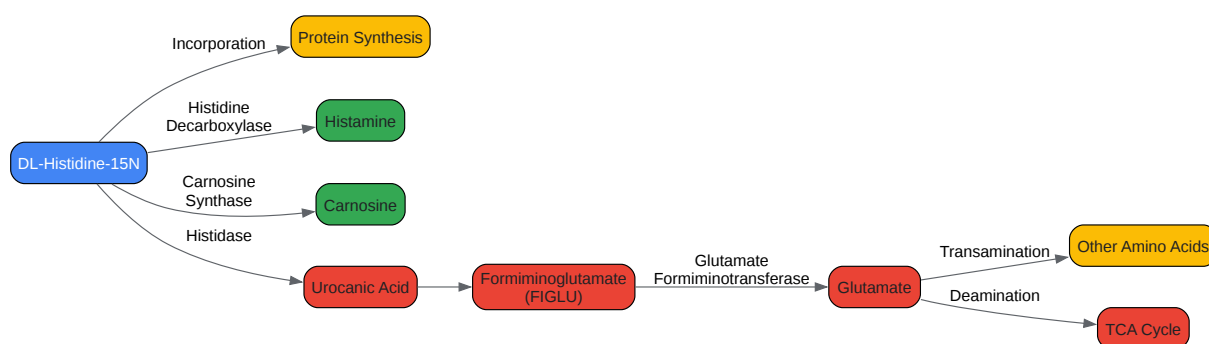 Incorporation
Protein Synthesis
Histidine
Decarboxylase
Histamine
DL-Histidine-15N
Carnosine
Synthase
Carnosine
Histidase
Urocanic Acid
Formiminoglutamate
(FIGLU)
Glutamate
Formiminotransferase
Glutamate
Transamination
Other Amino Acids
Deamination
TCA Cycle